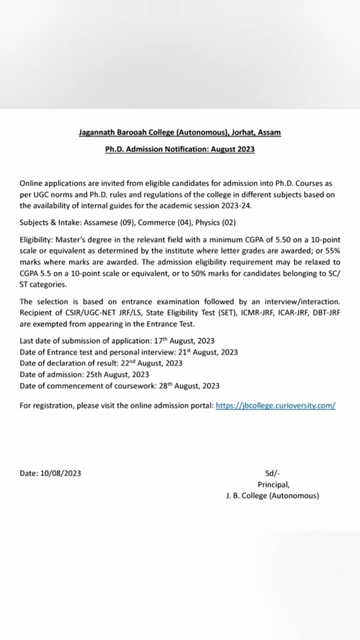 Jagannath Barooah College (Autonomous), Jorhat, Assam
Ph.D. Admission Notification: August 2023
Online applications are invited from eligible candidates for admission into Ph.D. Courses as
per UGC norms and Ph.D. rules and regulations of the college in different subjects based on
the availability of internal guides for the academic session 2023-24.
Subjects & Intake: Assamese (09), Commerce (04), Physics (02)
Eligibility: Master's degree in the relevant field with a minimum CGPA of 5.50 on a 10-point
scale or equivalent as determined by the institute where letter grades are awarded; or 55%
marks where marks are awarded. The admission eligibility requirement may be relaxed to
CGPA 5.5 on a 10-point scale or equivalent, or to 50% marks for candidates belonging to SC/
ST categories.
The selection is based on entrance examination followed by an interview/interaction.
Recipient of CSIR/UGC-NET JRF/LS, State Eligibility Test (SET), ICMR-JRF, ICAR-JRF, DBT-JRF
are exempted from appearing in the Entrance Test.
Last date of submission of application: 17th August, 2023
Date of Entrance test and personal interview: 21st August, 2023
Date of declaration of result: 22nd August, 2023
Date of admission: 25th August, 2023
Date of commencement of coursework: 28th August, 2023
For registration, please visit the online admission portal: https://jbcollege.curioversity.com/
Date: 10/08/2023
Sd/-
Principal,
J. B. College (Autonomous)